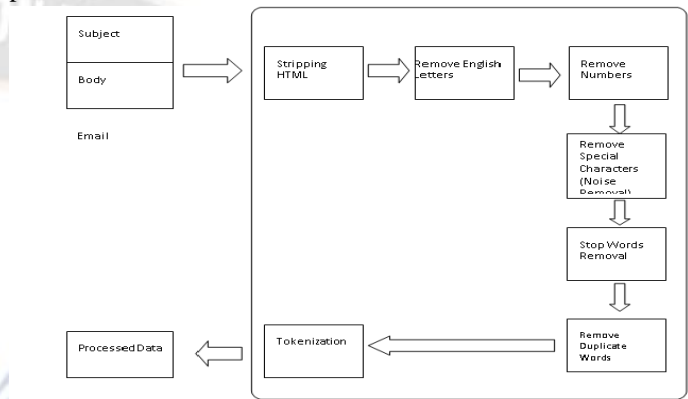 Subject
Body
Email
Stripping
HTML
Remove English
Letters
Remove
Numbers
Remove
Special
Characters
(Noise
Removal)
Stop Words
Removal
Remove
Duplicate
Words
Tokenization
Processed Data